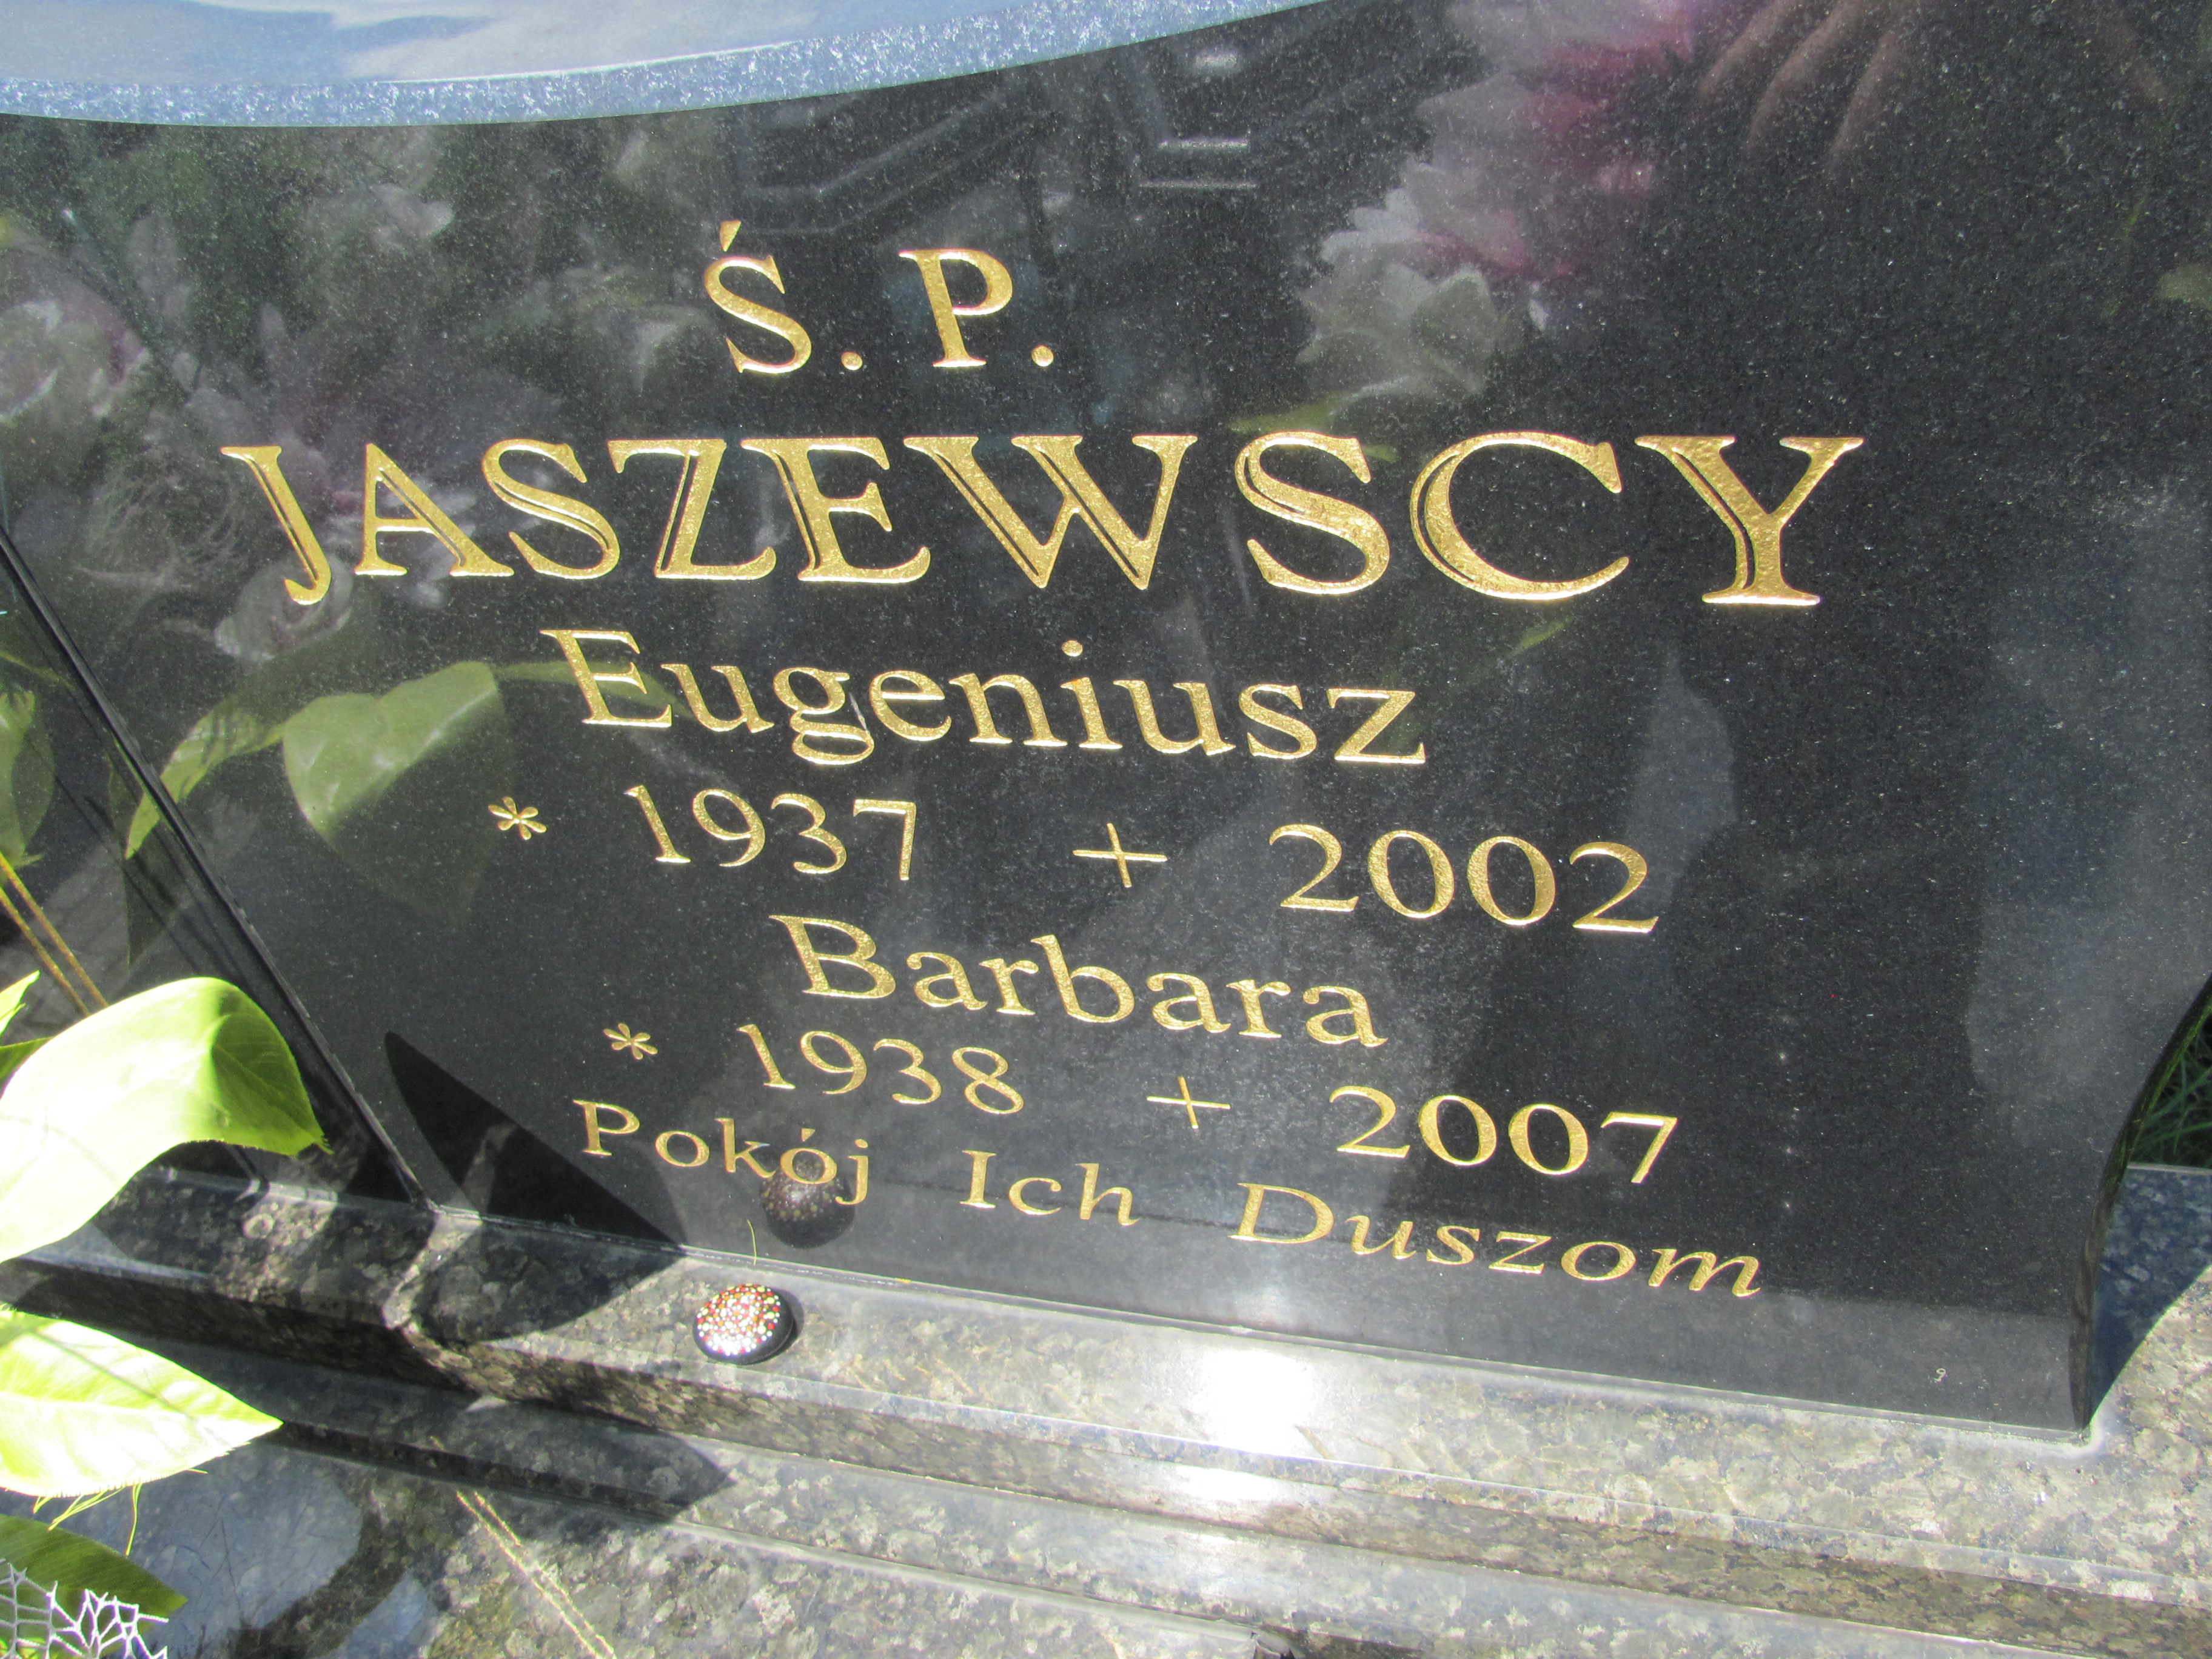 Ś. P.
JASZEWSCY
Eugeniusz
* 1937 + 2002
Barbara
* 1938 + 2007
Pokój Ich Duszom